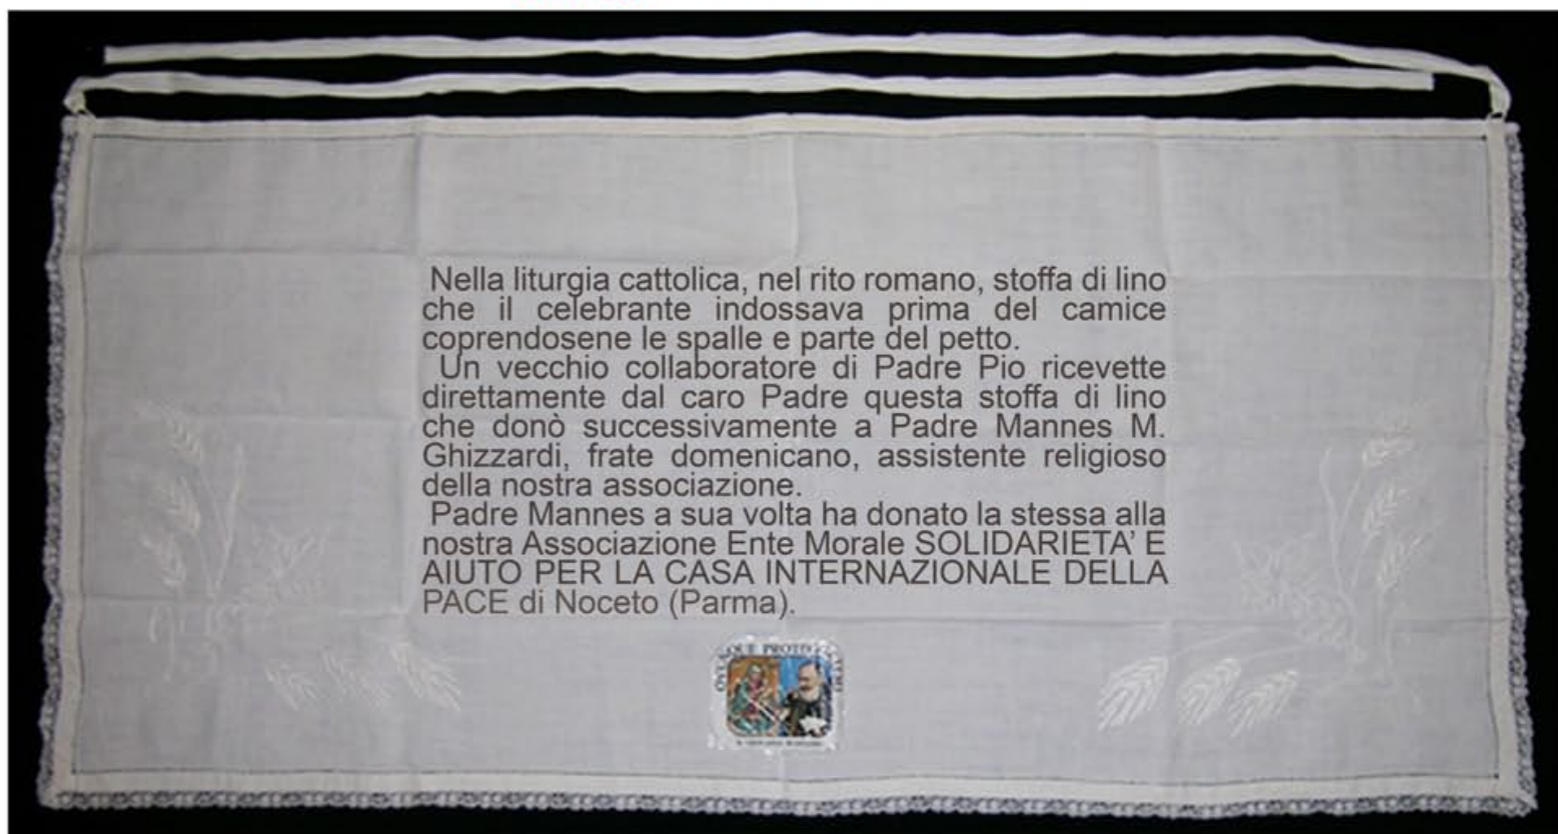 Nella liturgia cattolica, nel rito romano, stoffa di lino
che il celebrante indossava prima del camice
coprendosene le spalle e parte del petto.
Un vecchio collaboratore di Padre Pio ricevette
direttamente dal caro Padre questa stoffa di lino
che donò successivamente a Padre Mannes M.
Ghizzardi, frate domenicano, assistente religioso
della nostra associazione.
Padre Mannes a sua volta ha donato la stessa alla
nostra Associazione Ente Morale SOLIDARIETA' E
AIUTO PER LA CASA INTERNAZIONALE DELLA
PACE di Noceto (Parma).